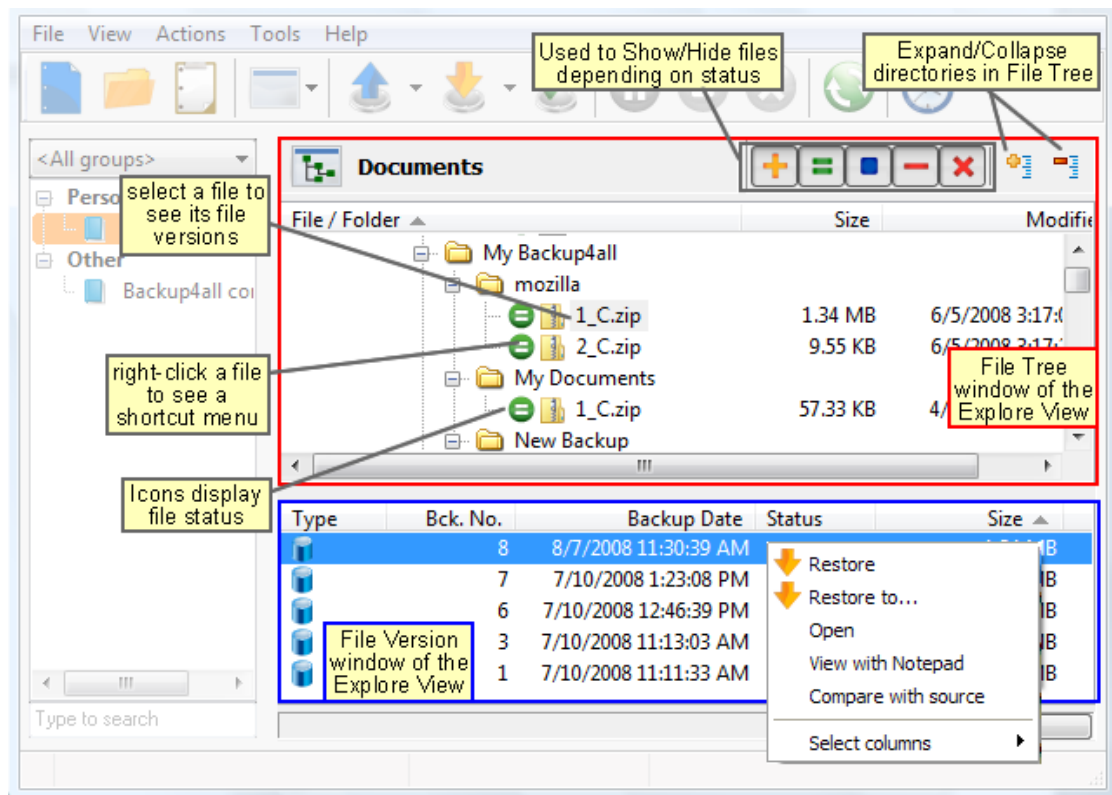 File View Actions Tools Help
Used to Show/Hide files
depending on status
Expand/Collapse
directories in File Tree
<All groups>
Documents
select a file to
see its file
versions
Perso
Other
Backup4all co
File / Folder Size Modifie
My Backup4all
mozilla
1_C.zip 1.34 MB 6/5/2008 3:17:
2_C.zip 9.55 KB 6/5/2008 3:17:
My Documents
1_C.zip 57.33 KB 4/
New Backup
File Tree
window of the
Explore View
right-click a file
to see a
shortcut menu
Icons display
file status
Type Bck. No. Backup Date Status Size
8 8/7/2008 11:30:39 AM
7 7/10/2008 1:23:08 PM
6 7/10/2008 12:46:39 PM
3 7/10/2008 11:13:03 AM
1 7/10/2008 11:11:33 AM
File Version
window of the
Explore View
Restore
Restore to...
Open
View with Notepad
Compare with source
Select columns
Type to search